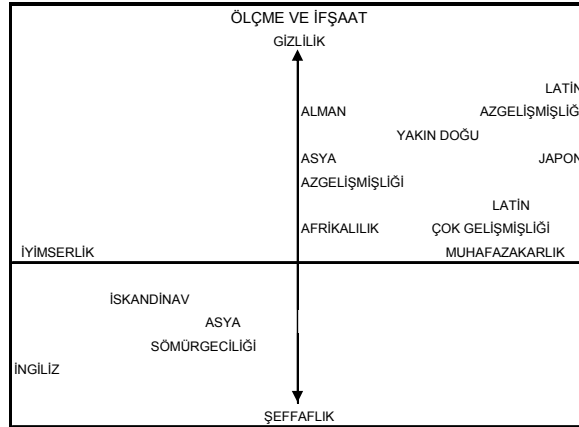 ÖLÇME VE İFŞAAT
GİZLİLİK
LATİN
ALMAN AZGELİŞMİŞLİĞ
YAKIN DOĞU
ASYA JAPON
AZGELİŞMİŞLİĞİ
LATİN
AFRİKALILIK ÇOK GELİŞMİŞLİĞİ
İYİMSERLİK MUHAFAZAKARLIK
İSKANDİNAV
ASYA
SÖMÜRGECİLİĞİ
İNGİLİZ
ŞEFFAFLIK